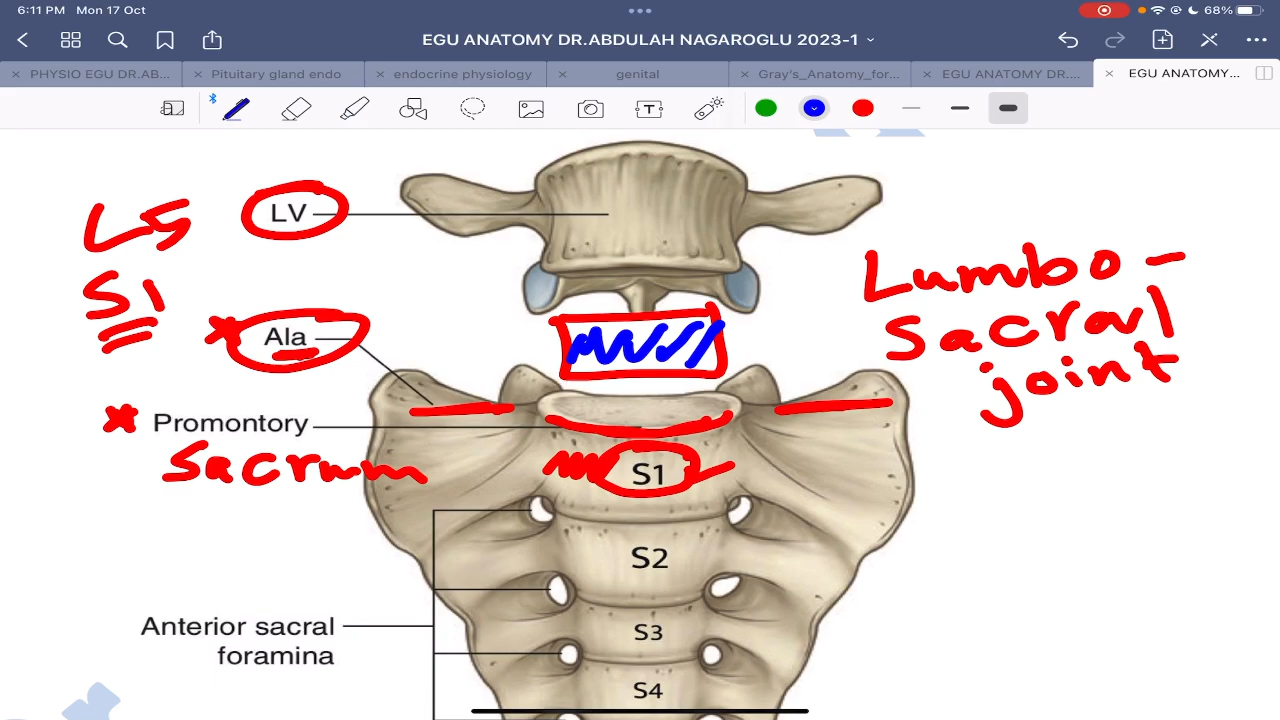 6:11 PM Mon 17 Oct
68%
EGU ANATOMY DR.ABDULAH NAGAROGLU 2023-1
PHYSIO EGU DR.AB...
Pituitary gland endo
endocrine physiology
genital
Gray's_Anatomy_for...
EGU ANATOMY DR....
EGU ANATOMY...
T
L5
LV
S1
Lumbo-
Sacral
joint
Ala
Promontory
Sacrum
S1
S2
Anterior sacral
foramina
S3
S4